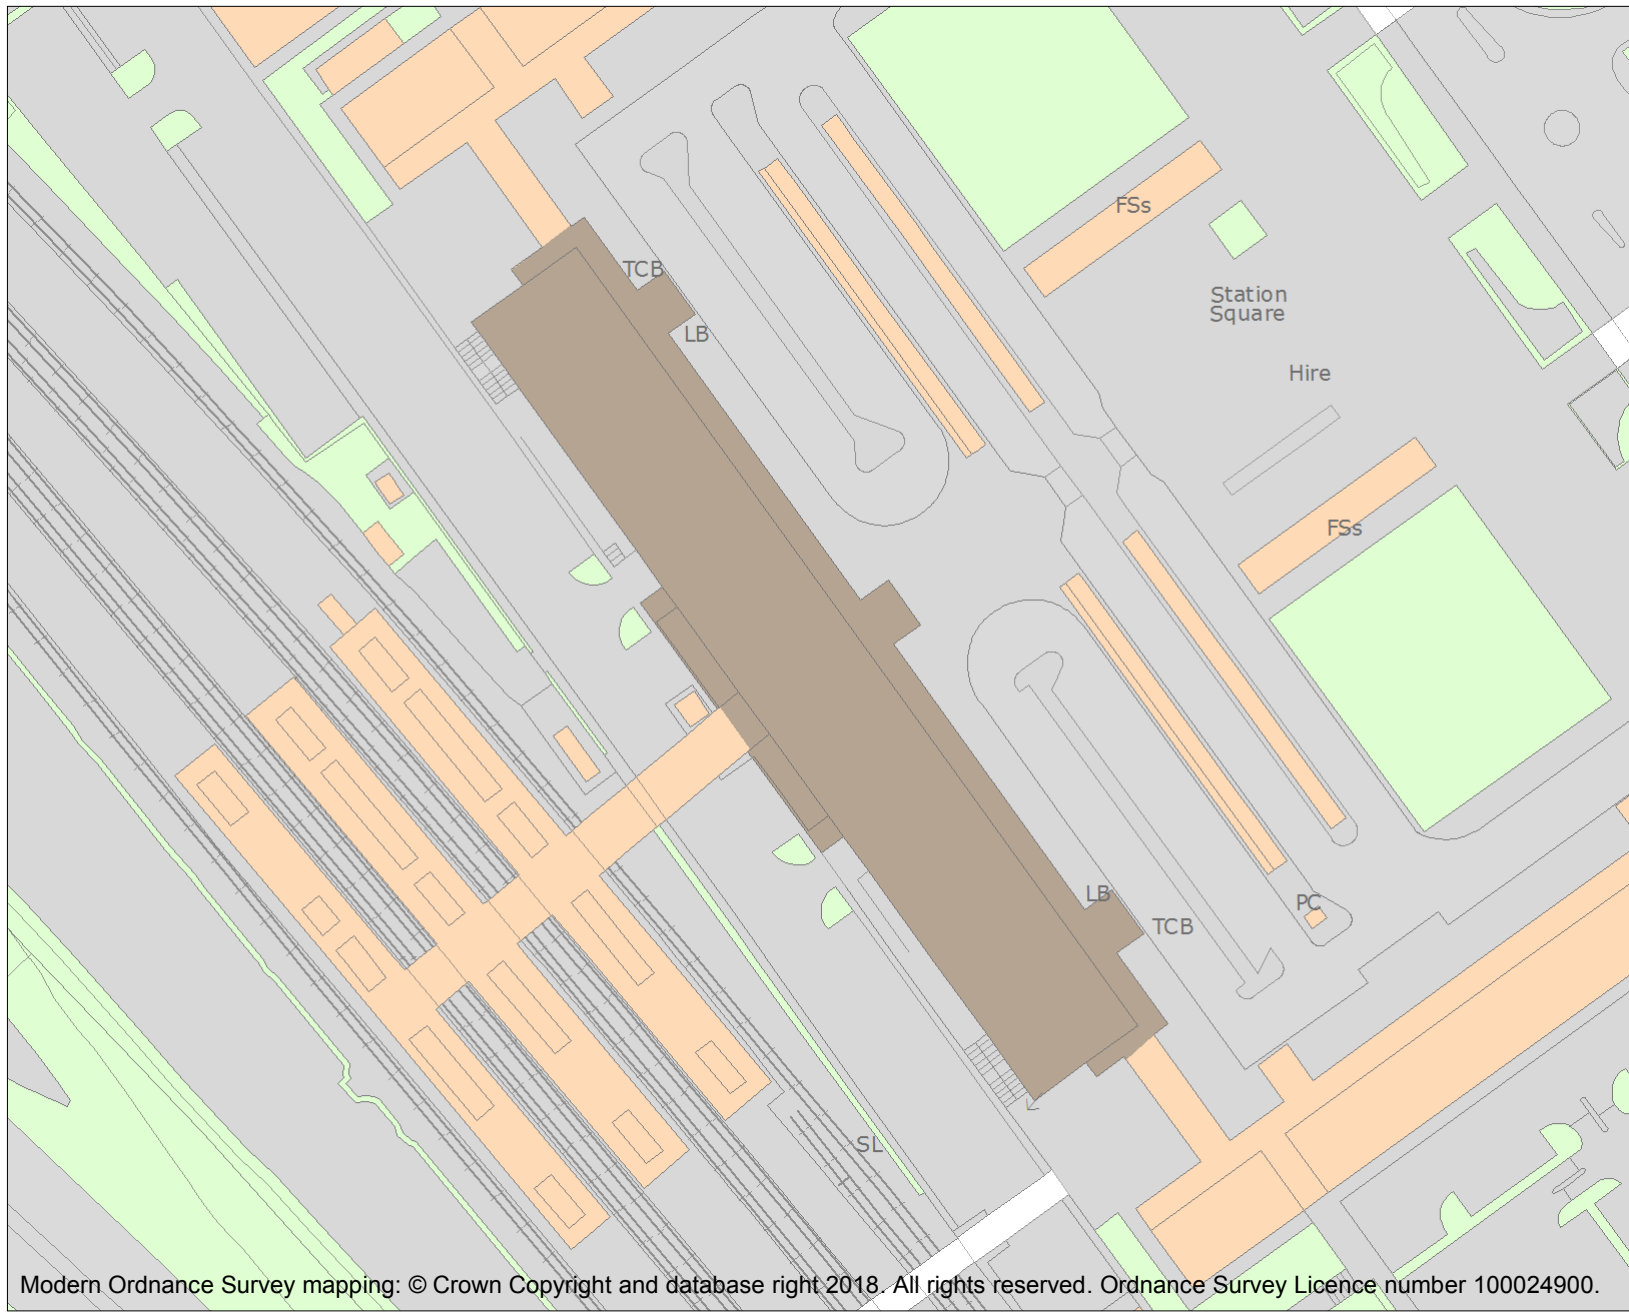 FSs
TCB
Station
Square
LB
Hire
FSs
LB
PC
TCB
SL
Modern Ordnance Survey mapping: © Crown Copyright and database right 2018. All rights reserved. Ordnance Survey Licence number 100024900.